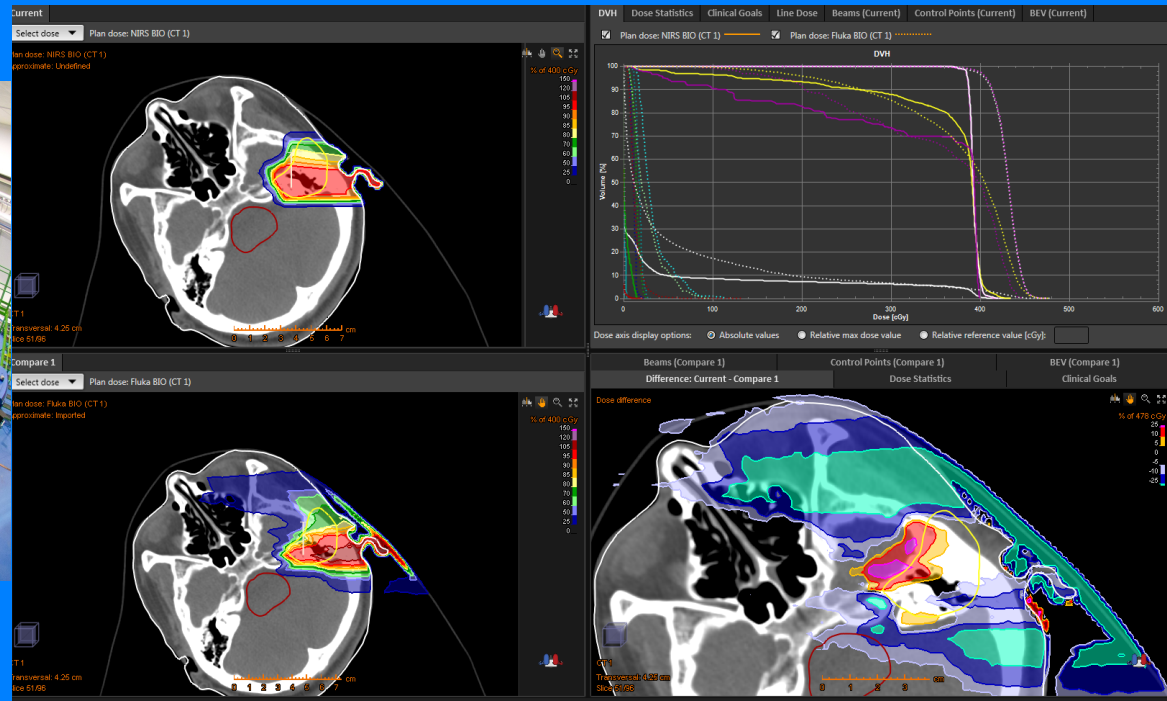 Current
Select dose
Plan dose: NIRS BIO (CT 1)
Plan dose: NIRS BIO (CT 1)
Approximate: Undefined
% of 400 cGy
150
120
105
95
90
80
70
60
50
25
0
CT 1
Transversal: 4.25 cm
Slice 51/96
0 1 2 3 4 5 6 7 cm
DVH
Dose Statistics
Clinical Goals
Line Dose
Beams (Current)
Control Points (Current)
BEV (Current)
Plan dose: NIRS BIO (CT 1)
Plan dose: Fluka BIO (CT 1)
DVH
Volume [%]
100
90
80
70
60
50
40
30
20
10
0
0 100 200 300 400 500 600
Dose [cGy]
Dose axis display options:
Absolute values
Relative max dose value
Relative reference value [cGy]:
Compare 1
Select dose
Plan dose: Fluka BIO (CT 1)
Plan dose: Fluka BIO (CT 1)
Approximate: Imported
% of 400 cGy
150
120
105
95
90
80
70
60
50
25
0
CT 1
Transversal: 4.25 cm
Slice 51/96
0 1 2 3 4 5 6 7 cm
Beams (Compare 1)
Control Points (Compare 1)
BEV (Compare 1)
Difference: Current - Compare 1
Dose Statistics
Clinical Goals
Dose difference
% of 478 cGy
25
10
5
0
-5
-10
-25
CT 1
Transversal: 4.25 cm
Slice 51/96
0 1 2 3 cm